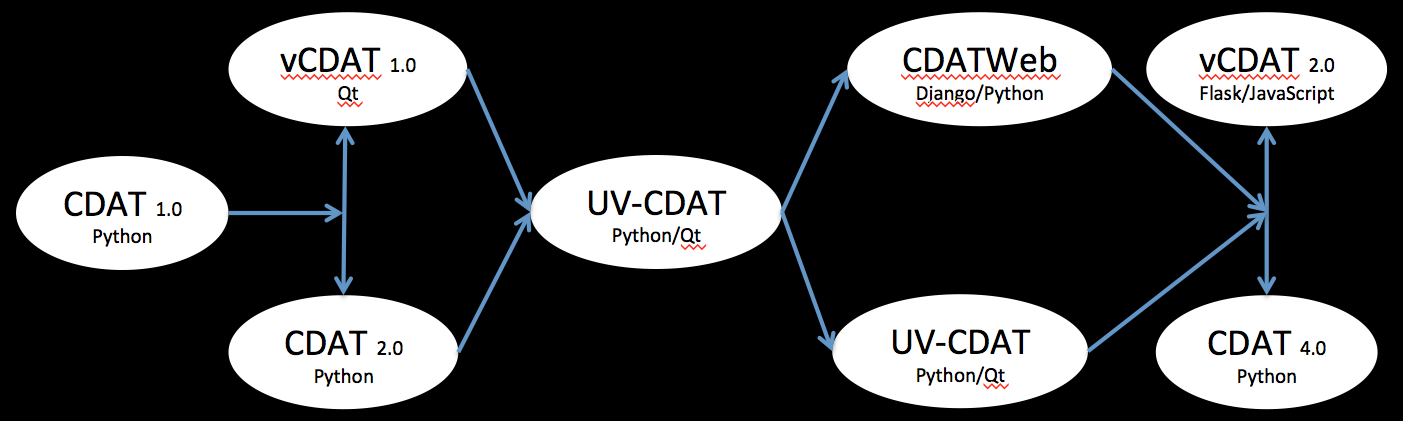 vCDAT 1.0
Qt
CDAT 1.0
Python
CDAT 2.0
Python
UV-CDAT
Python/Qt
CDATWeb
Django/Python
UV-CDAT
Python/Qt
vCDAT 2.0
Flask/JavaScript
CDAT 4.0
Python